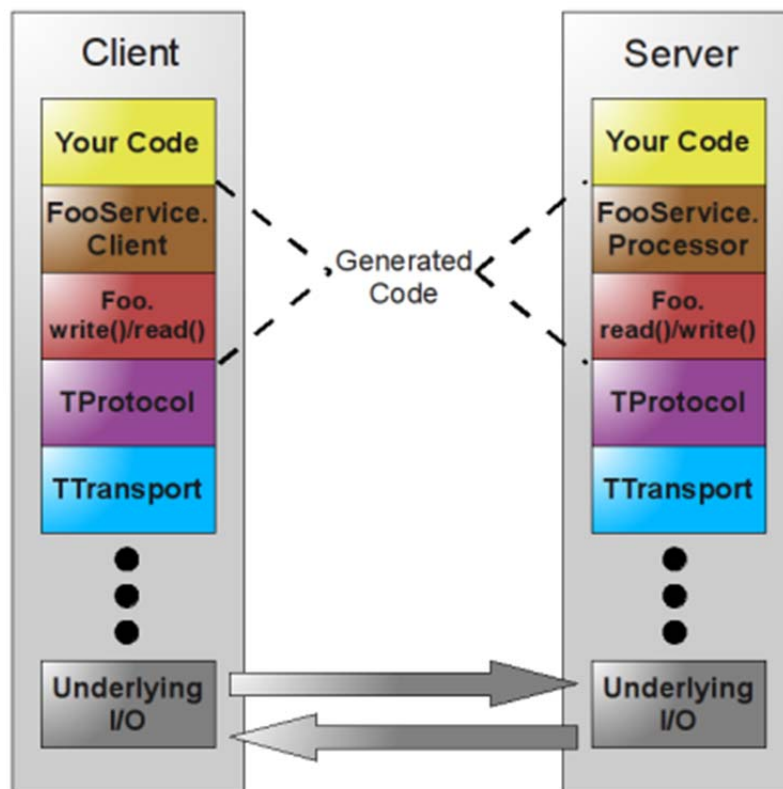 Client
Your Code
FooService.
Client
Foo.
write()/read()
TProtocol
TTransport
Underlying
I/O
Generated
Code
Server
Your Code
FooService.
Processor
Foo.
read()/write()
TProtocol
TTransport
Underlying
I/O